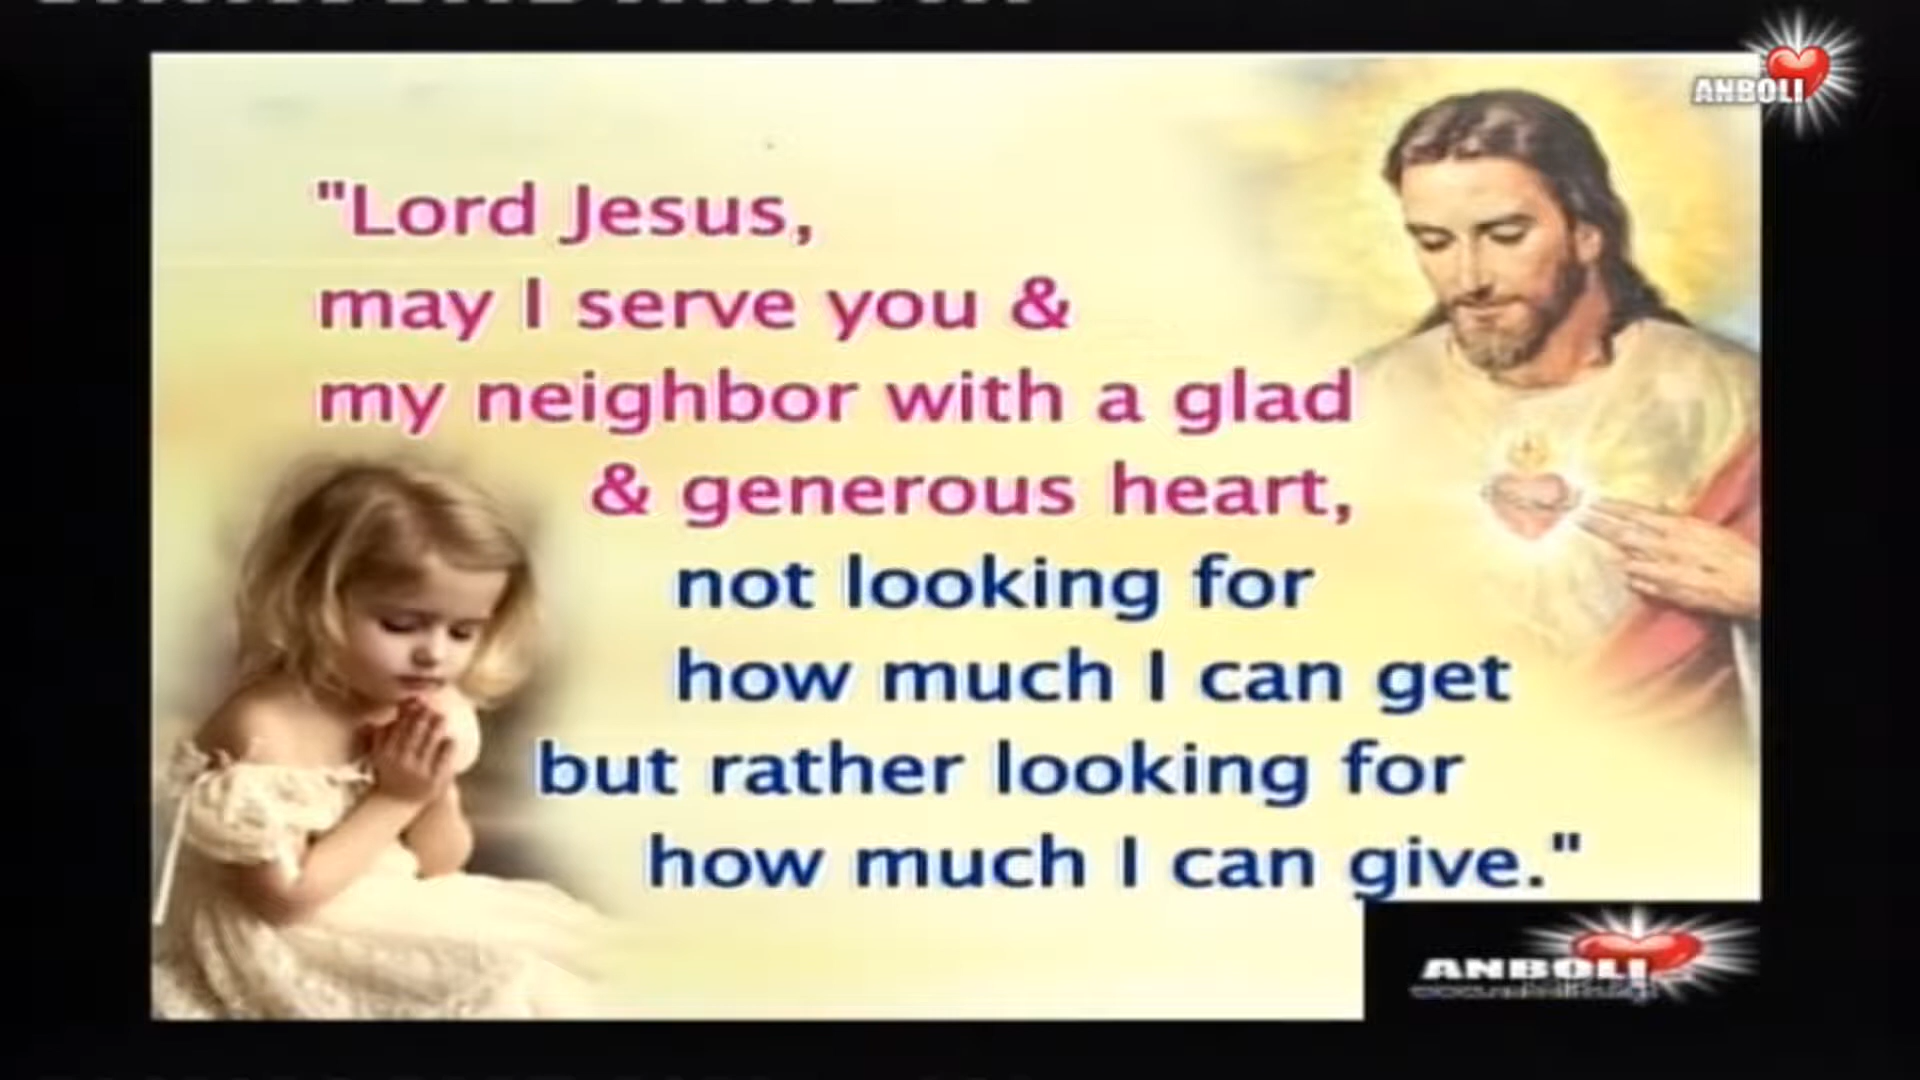 ANBOLI
"Lord Jesus,
may I serve you &
my neighbor with a glad
& generous heart,
not looking for
how much I can get
but rather looking for
how much I can give."
ANBOLI